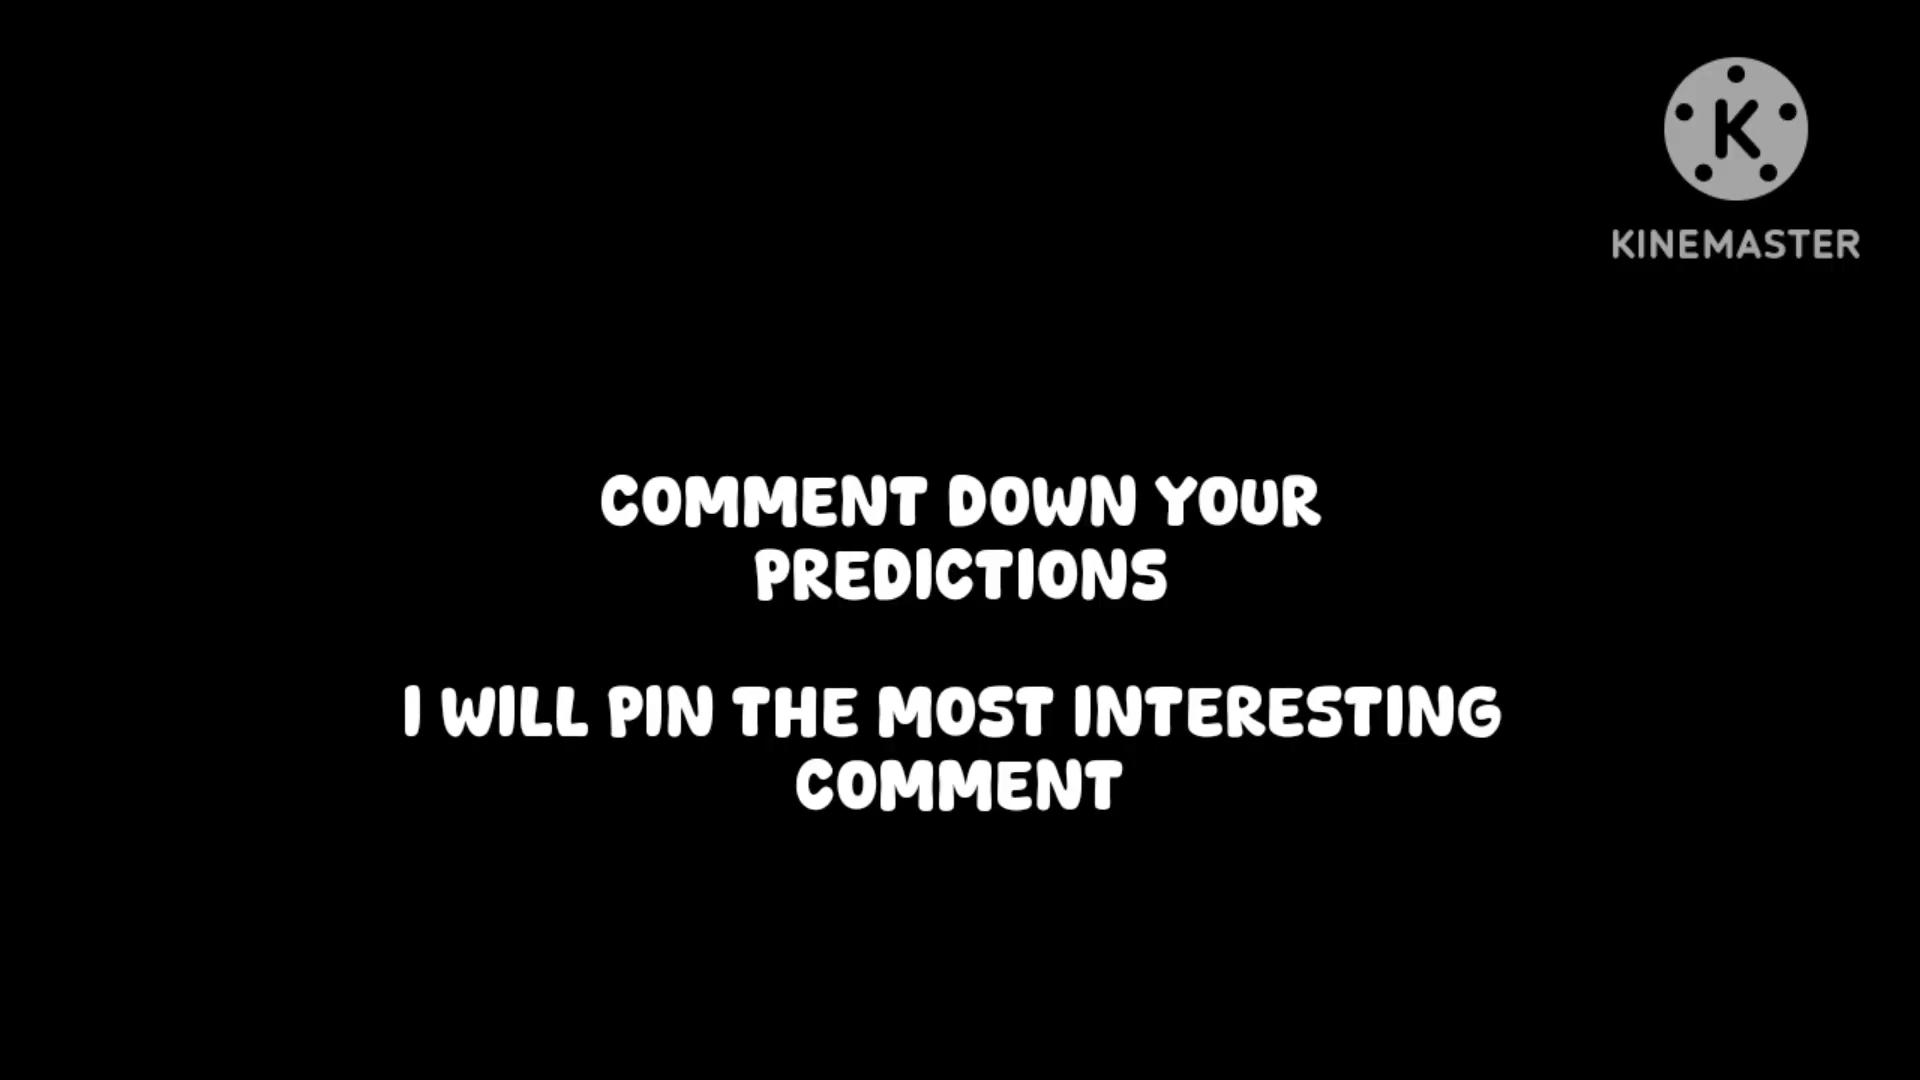 K
KINEMASTER
COMMENT DOWN YOUR
PREDICTIONS
I WILL PIN THE MOST INTERESTING
COMMENT